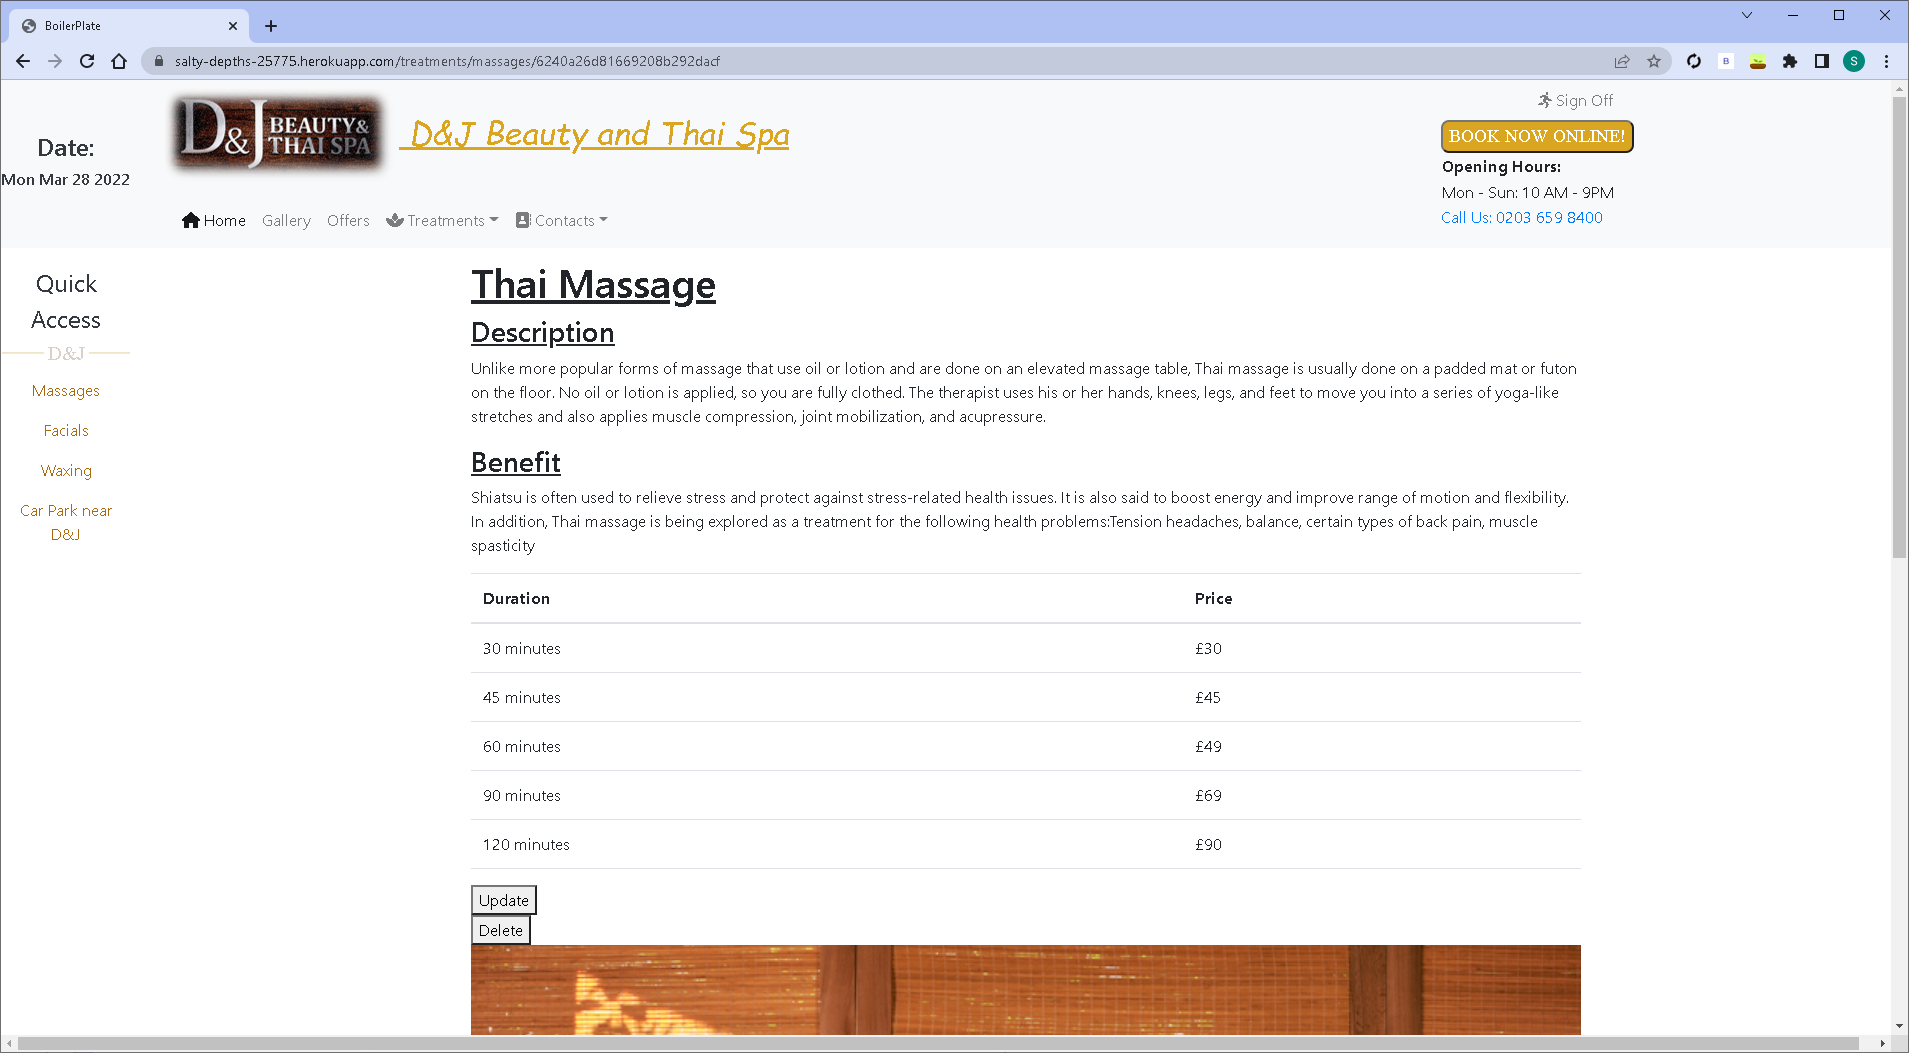 BoilerPlate
salty-depths-25775.herokuapp.com/treatments/massages/6240a26d81669208b292dacf
B
S
Date:
Mon Mar 28 2022
D&J BEAUTY&
THAI SPA
D&J Beauty and Thai Spa
Sign Off
BOOK NOW ONLINE!
Opening Hours:
Mon - Sun: 10 AM - 9PM
Call Us: 0203 659 8400
Home Gallery Offers Treatments Contacts
Quick
Access
D&J
Massages
Facials
Waxing
Car Park near
D&J
Thai Massage
Description
Unlike more popular forms of massage that use oil or lotion and are done on an elevated massage table, Thai massage is usually done on a padded mat or futon
on the floor. No oil or lotion is applied, so you are fully clothed. The therapist uses his or her hands, knees, legs, and feet to move you into a series of yoga-like
stretches and also applies muscle compression, joint mobilization, and acupressure.
Benefit
Shiatsu is often used to relieve stress and protect against stress-related health issues. It is also said to boost energy and improve range of motion and flexibility.
In addition, Thai massage is being explored as a treatment for the following health problems:Tension headaches, balance, certain types of back pain, muscle
spasticity
Duration Price
30 minutes £30
45 minutes £45
60 minutes £49
90 minutes £69
120 minutes £90
Update
Delete